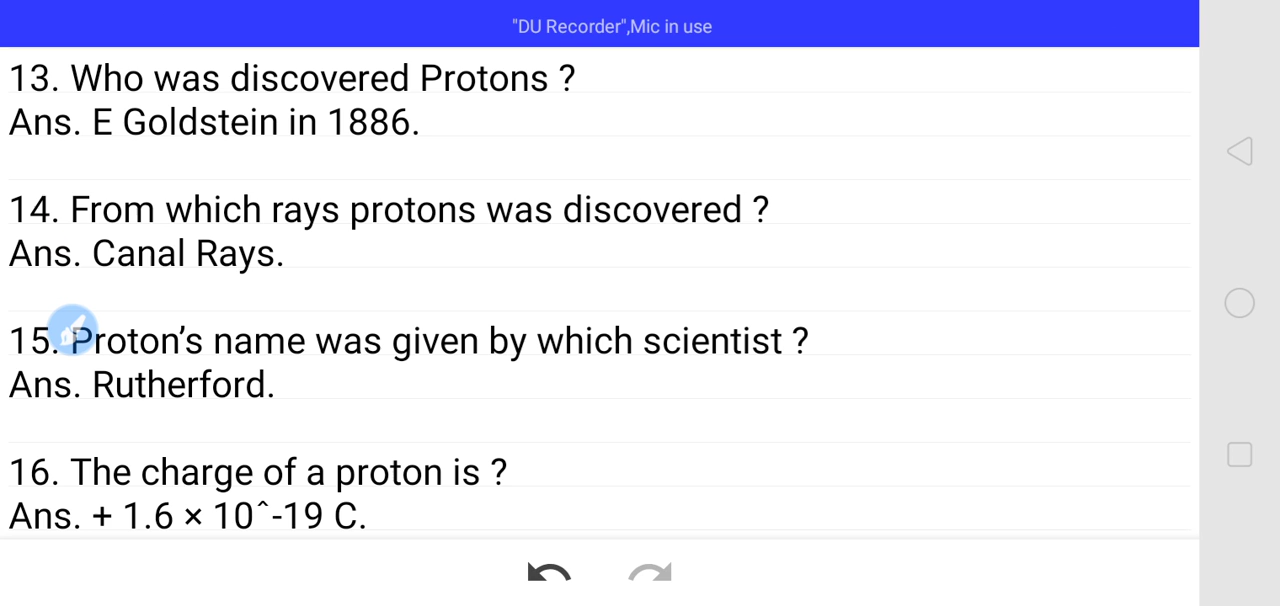 "DU Recorder",Mic in use
13. Who was discovered Protons ?
Ans. E Goldstein in 1886.
14. From which rays protons was discovered ?
Ans. Canal Rays.
15. Proton’s name was given by which scientist ?
Ans. Rutherford.
16. The charge of a proton is ?
Ans. + 1.6 × 10^-19 C.